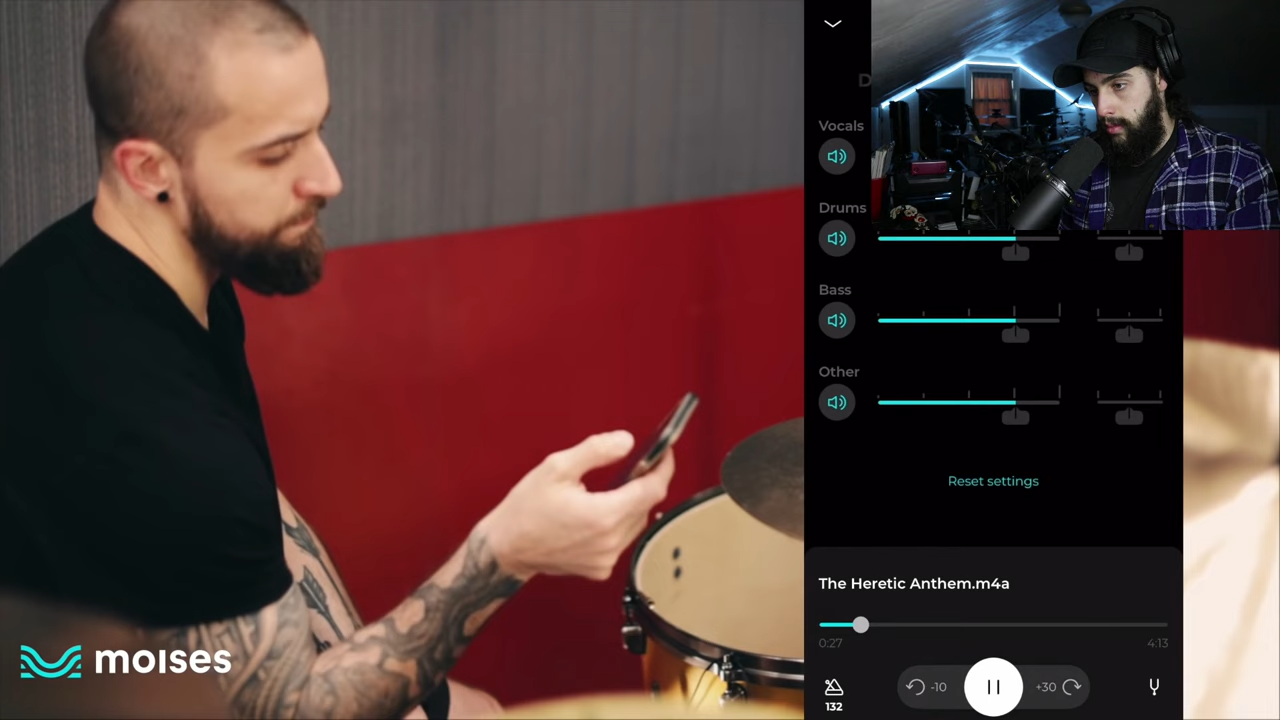 D
Vocals
Drums
Bass
Other
Reset settings
The Heretic Anthem.m4a
0:27
4:13
-10
+30
132
moises